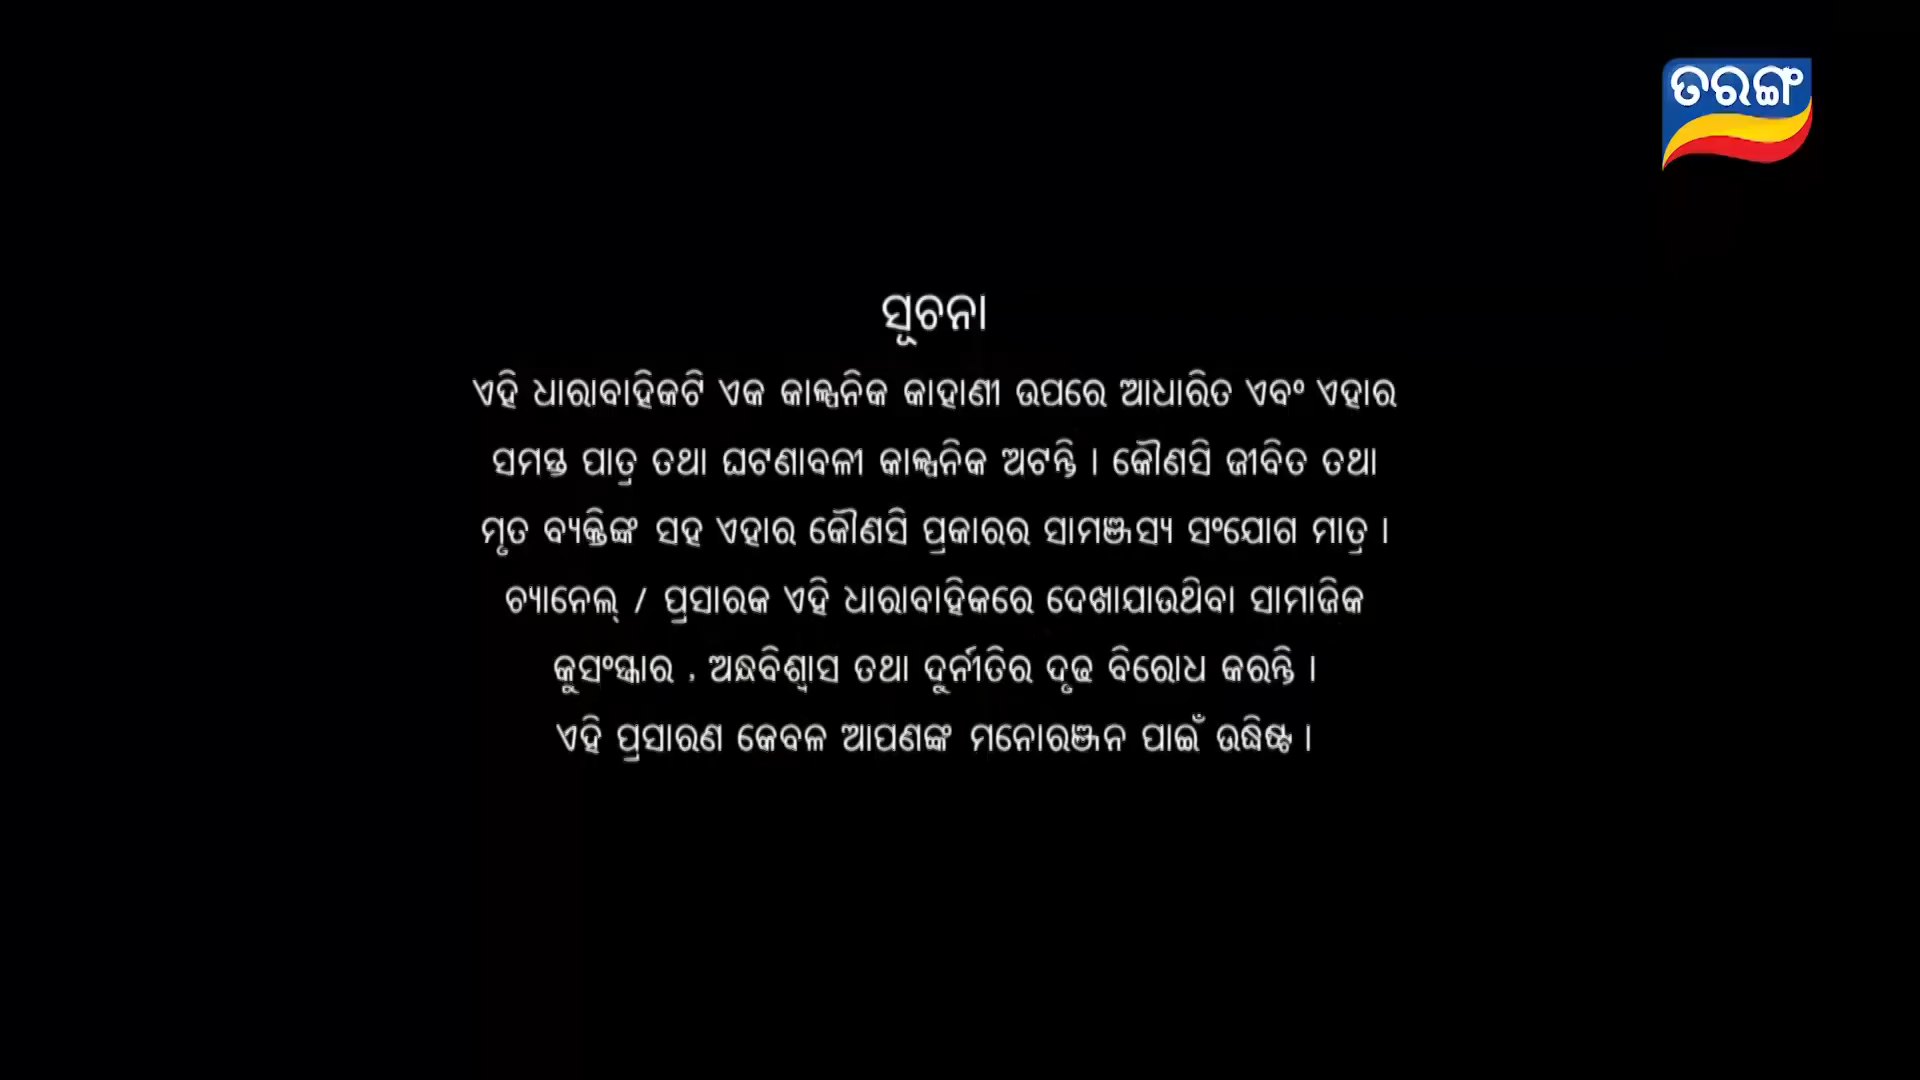 ତରଙ୍ଗ
ସୂଚନା
ଏହି ଧାରାବାହିକଟି ଏକ କାଳ୍ପନିକ କାହାଣୀ ଉପରେ ଆଧାରିତ ଏବଂ ଏହାର
ସମସ୍ତ ପାତ୍ର ତଥା ଘଟଣାବଳୀ କାଳ୍ପନିକ ଅଟନ୍ତି । କୌଣସି ଜୀବିତ ତଥା
ମୃତ ବ୍ୟକ୍ତିଙ୍କ ସହ ଏହାର କୌଣସି ପ୍ରକାରର ସାମଞ୍ଜସ୍ୟ ସଂଯୋଗ ମାତ୍ର ।
ଚ୍ୟାନେଲ୍ / ପ୍ରସାରକ ଏହି ଧାରାବାହିକରେ ଦେଖାଯାଉଥିବା ସାମାଜିକ
କୁସଂସ୍କାର , ଅନ୍ଧବିଶ୍ୱାସ ତଥା ଦୁର୍ନୀତିର ଦୃଢ ବିରୋଧ କରନ୍ତି ।
ଏହି ପ୍ରସାରଣ କେବଳ ଆପଣଙ୍କ ମନୋରଞ୍ଜନ ପାଇଁ ଉଦ୍ଧିଷ୍ଟ ।